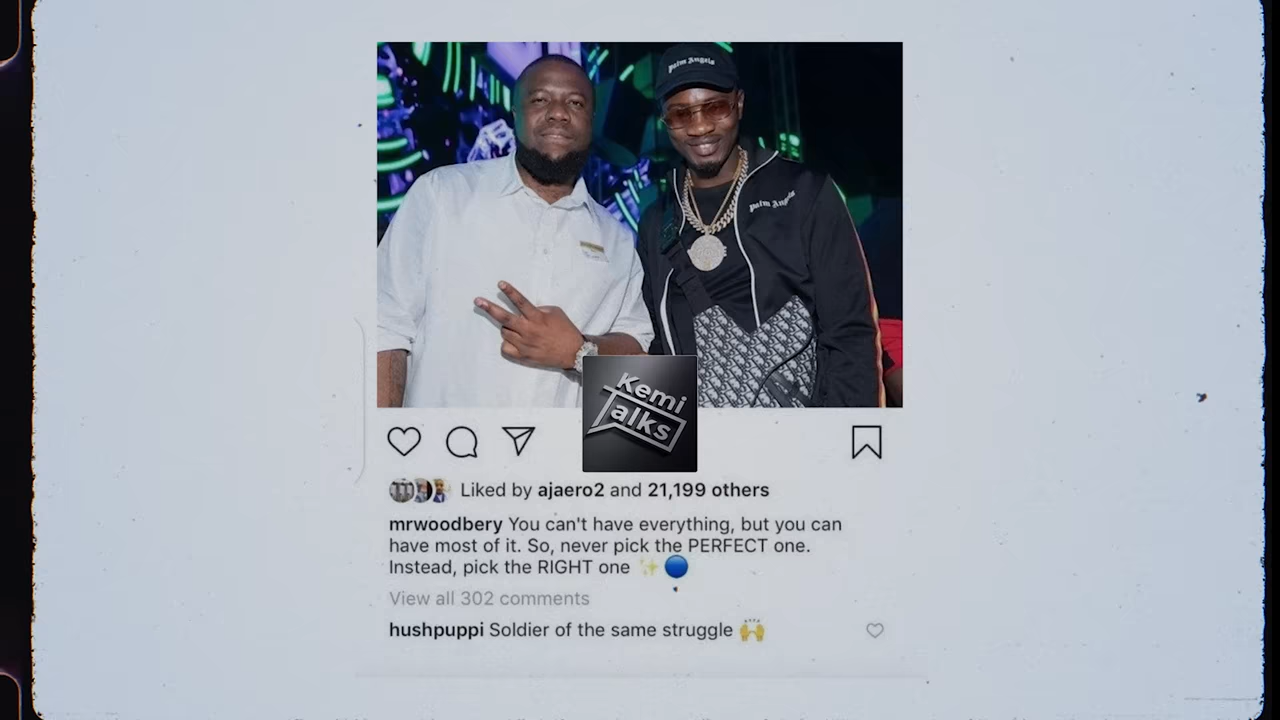 Palm Angels
Palm Angels
Kemi
Talks
Liked by ajaero2 and 21,199 others
mrwoodbery You can't have everything, but you can
have most of it. So, never pick the PERFECT one.
Instead, pick the RIGHT one ✨ 🔵
View all 302 comments
hushpuppi Soldier of the same struggle 🙌